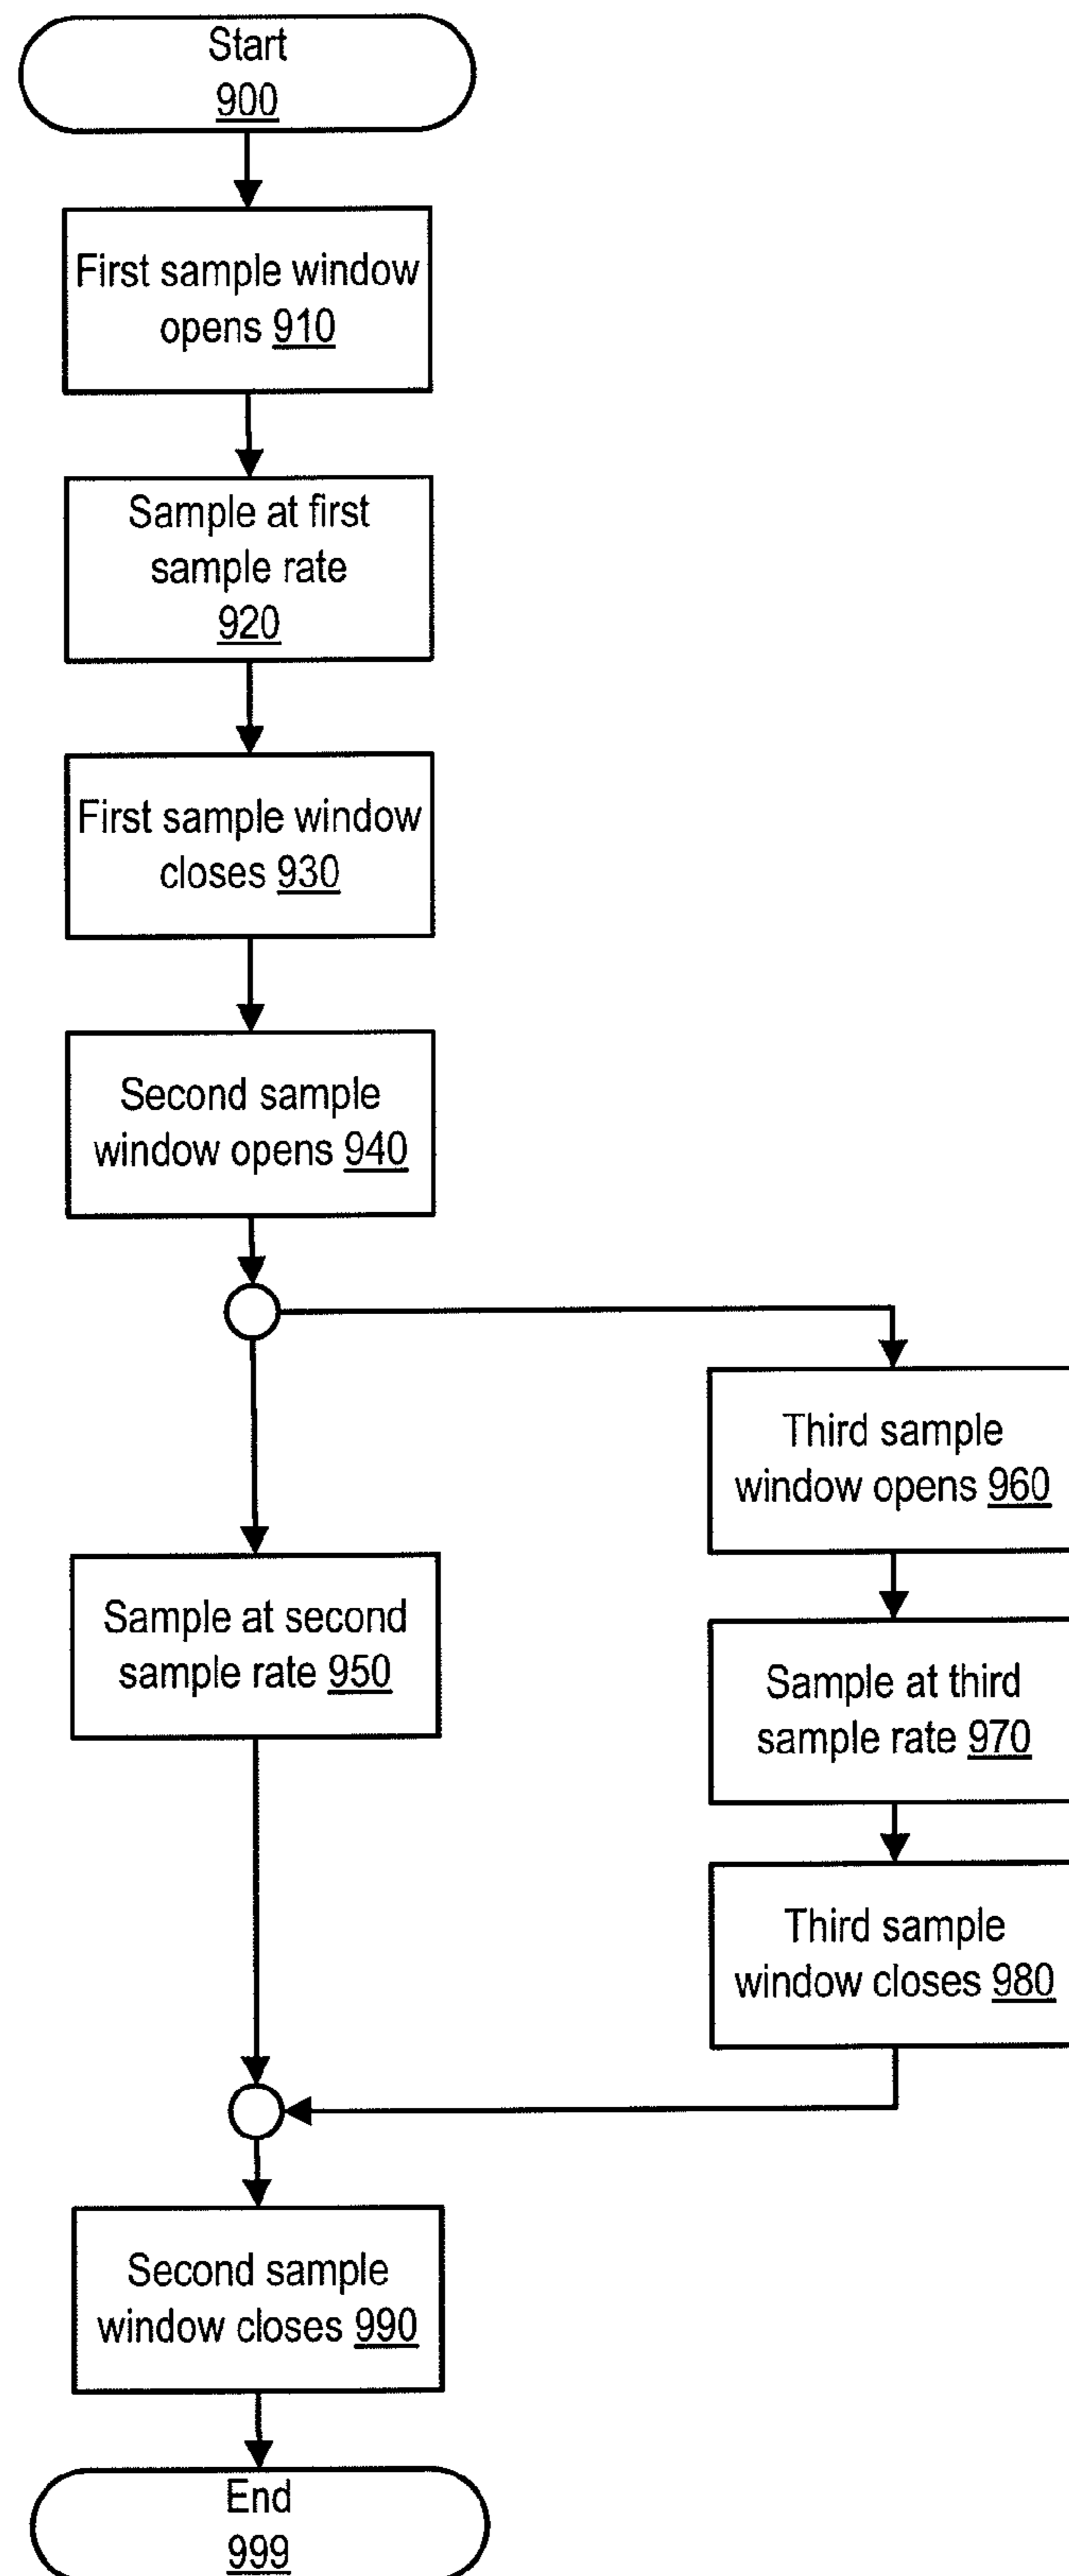 Start
900
First sample window
opens 910
Sample at first
sample rate
920
First sample window
closes 930
Second sample
window opens 940
Third sample
window opens 960
Sample at second
sample rate 950
Sample at third
sample rate 970
Third sample
window closes 980
Second sample
window closes 990
End
999